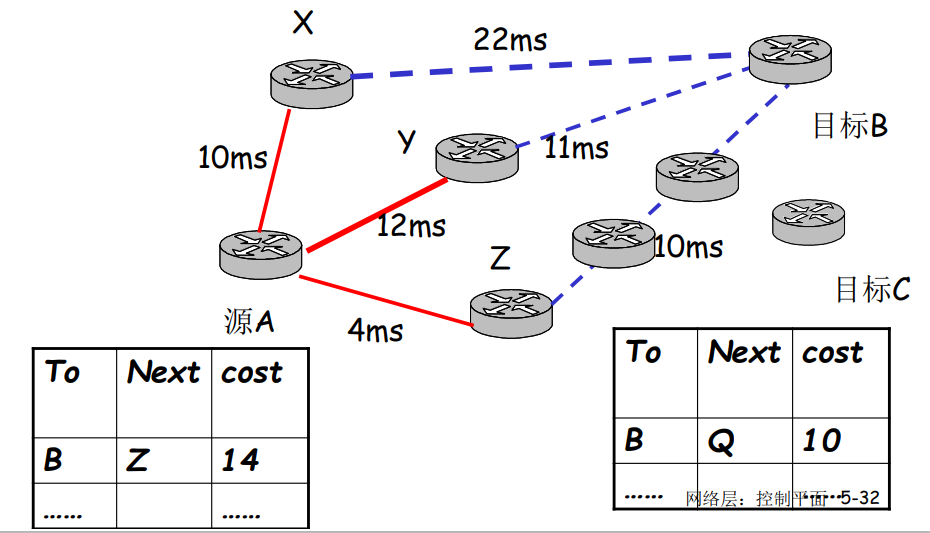 X
22ms
目标B
Y
11ms
10ms
12ms
10ms
Z
目标C
源A
4ms
To Next cost
B Z 14
...... ......
To Next cost
B Q 10
...... ......
网络层：控制平面 5-32